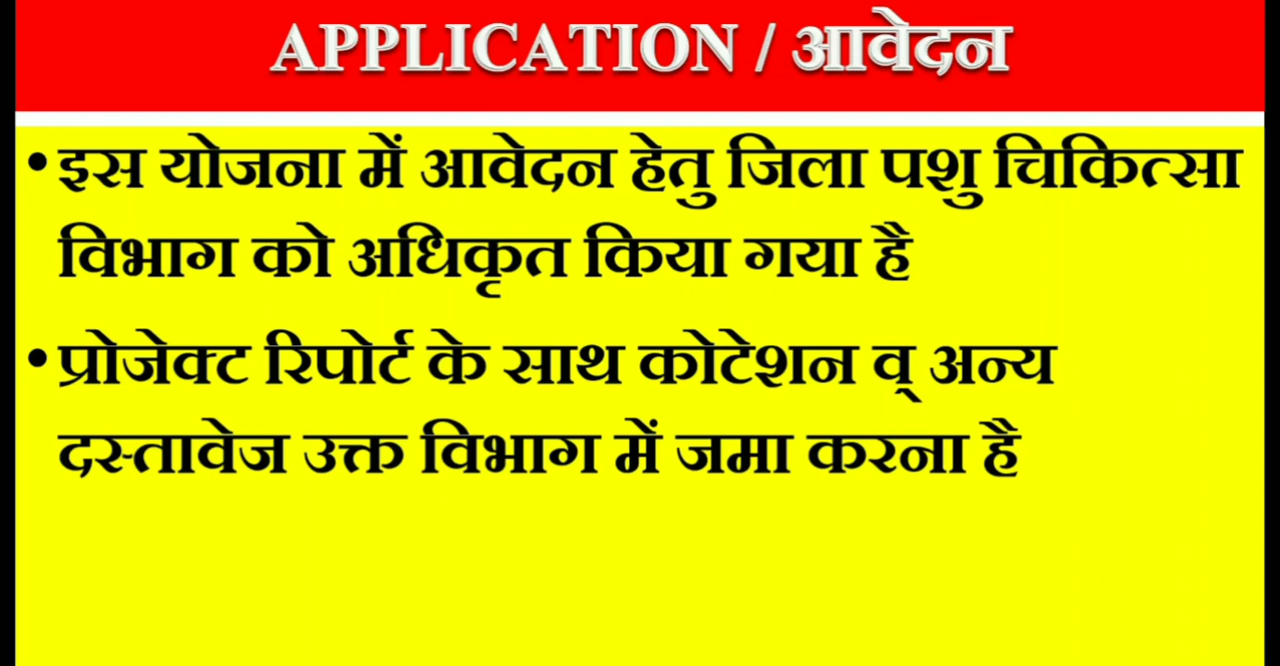 APPLICATION / आवेदन
•इस योजना में आवेदन हेतु जिला पशु चिकित्सा
विभाग को अधिकृत किया गया है
•प्रोजेक्ट रिपोर्ट के साथ कोटेशन व् अन्य
दस्तावेज उक्त विभाग में जमा करना है